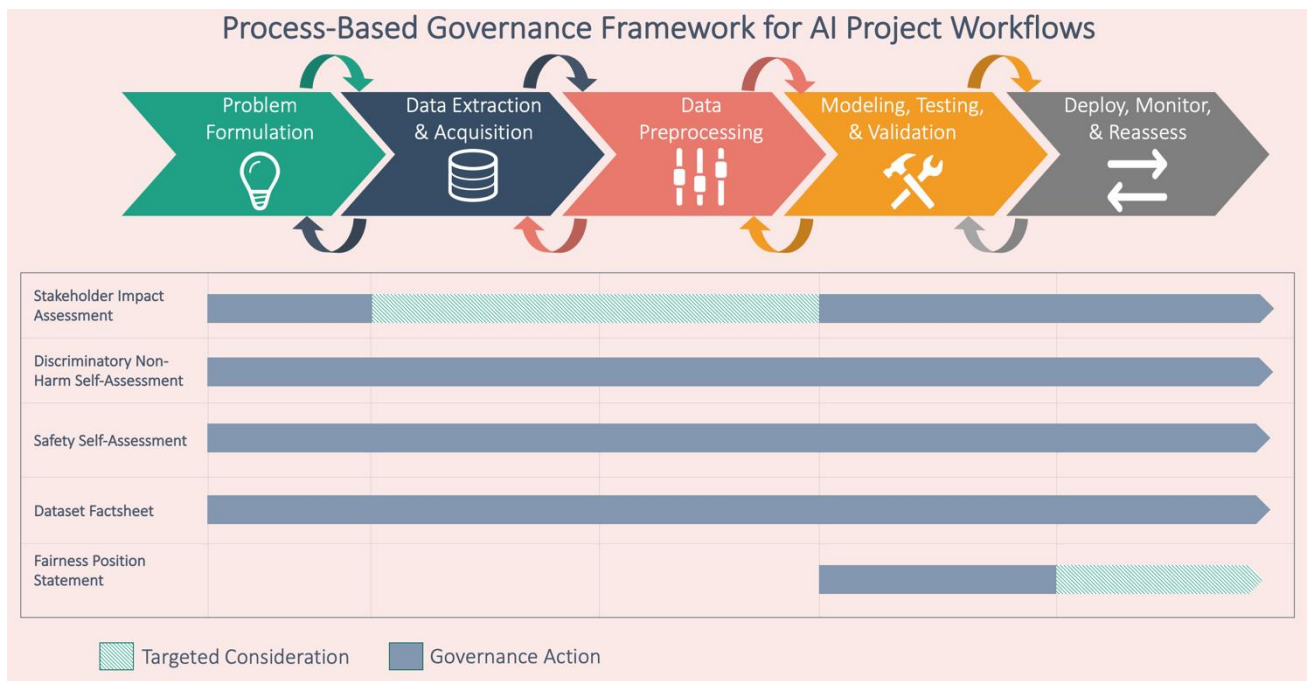 Process-Based Governance Framework for AI Project Workflows
Problem
Formulation
Data Extraction
& Acquisition
Data
Preprocessing
Modeling, Testing,
& Validation
Deploy, Monitor,
& Reassess
Stakeholder Impact
Assessment
Discriminatory Non-
Harm Self-Assessment
Safety Self-Assessment
Dataset Factsheet
Fairness Position
Statement
Targeted Consideration
Governance Action